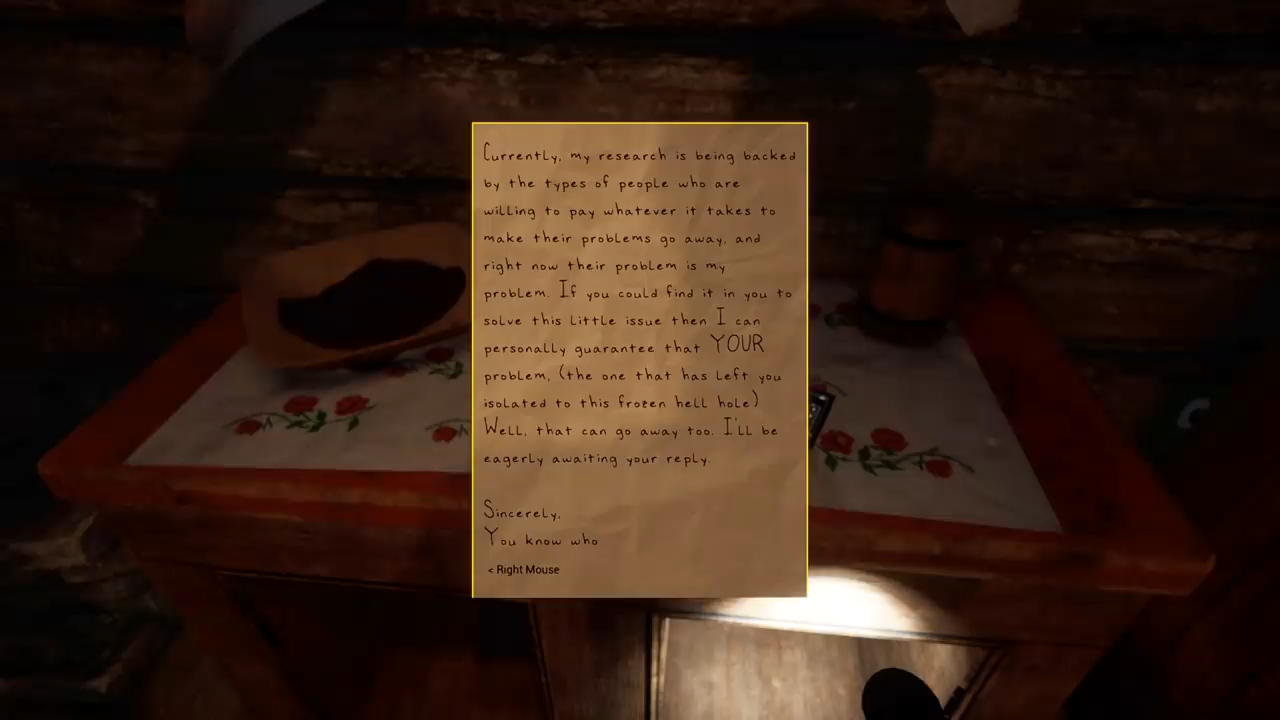 Currently, my research is being backed
by the types of people who are
willing to pay whatever it takes to
make their problems go away, and
right now their problem is my
problem. If you could find it in you to
solve this little issue then I can
personally guarantee that YOUR
problem, (the one that has left you
isolated to this frozen hell hole)
Well, that can go away too. I'll be
eagerly awaiting your reply.
Sincerely,
You know who
< Right Mouse